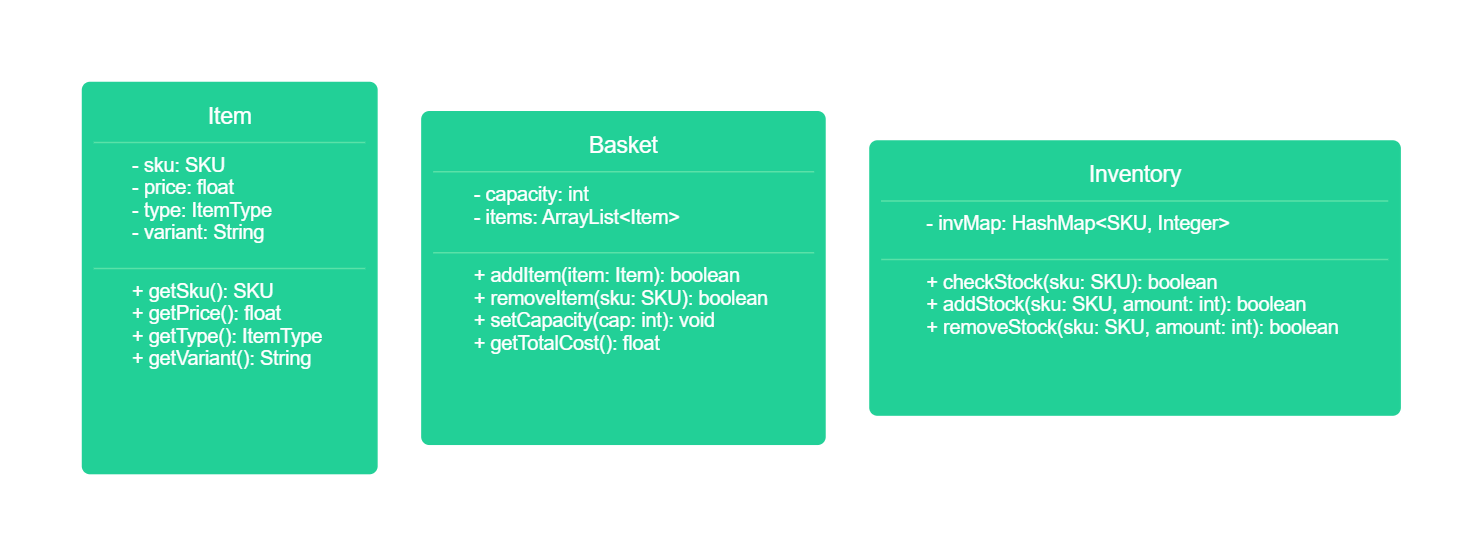 Item
- sku: SKU
- price: float
- type: ItemType
- variant: String
+ getSku(): SKU
+ getPrice(): float
+ getType(): ItemType
+ getVariant(): String
Basket
- capacity: int
- items: ArrayList<Item>
+ addItem(item: Item): boolean
+ removeItem(sku: SKU): boolean
+ setCapacity(cap: int): void
+ getTotalCost(): float
Inventory
- invMap: HashMap<SKU, Integer>
+ checkStock(sku: SKU): boolean
+ addStock(sku: SKU, amount: int): boolean
+ removeStock(sku: SKU, amount: int): boolean